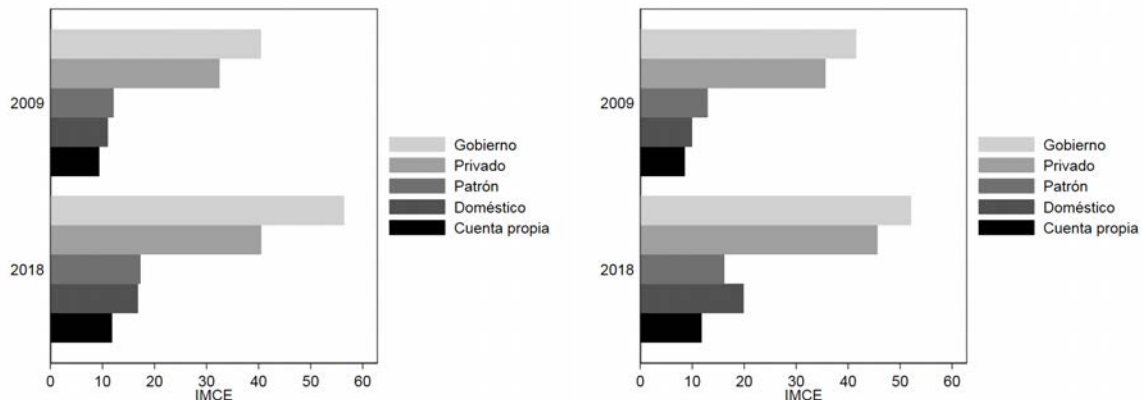 2009
2018
0 10 20 30 40 50 60
IMCE
Gobierno
Privado
Patrón
Doméstico
Cuenta propia
2009
2018
0 10 20 30 40 50 60
IMCE
Gobierno
Privado
Patrón
Doméstico
Cuenta propia